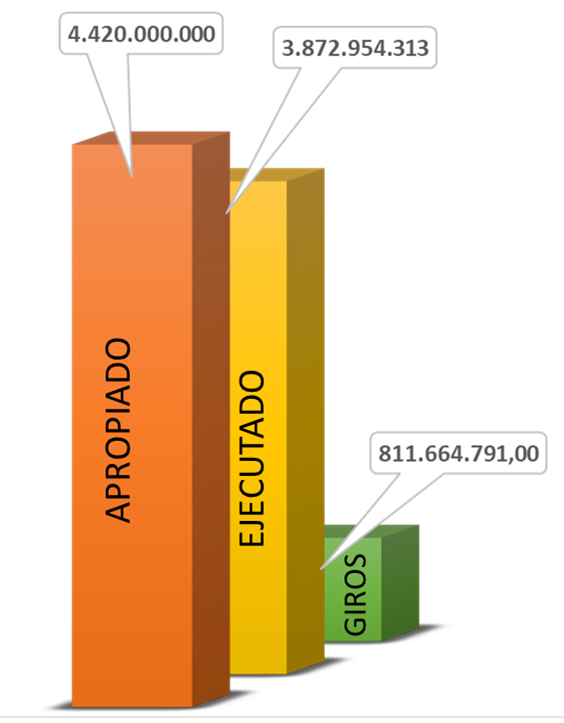 4.420.000.000
3.872.954.313
APROPIADO
EJECUTADO
811.664.791,00
GIROS